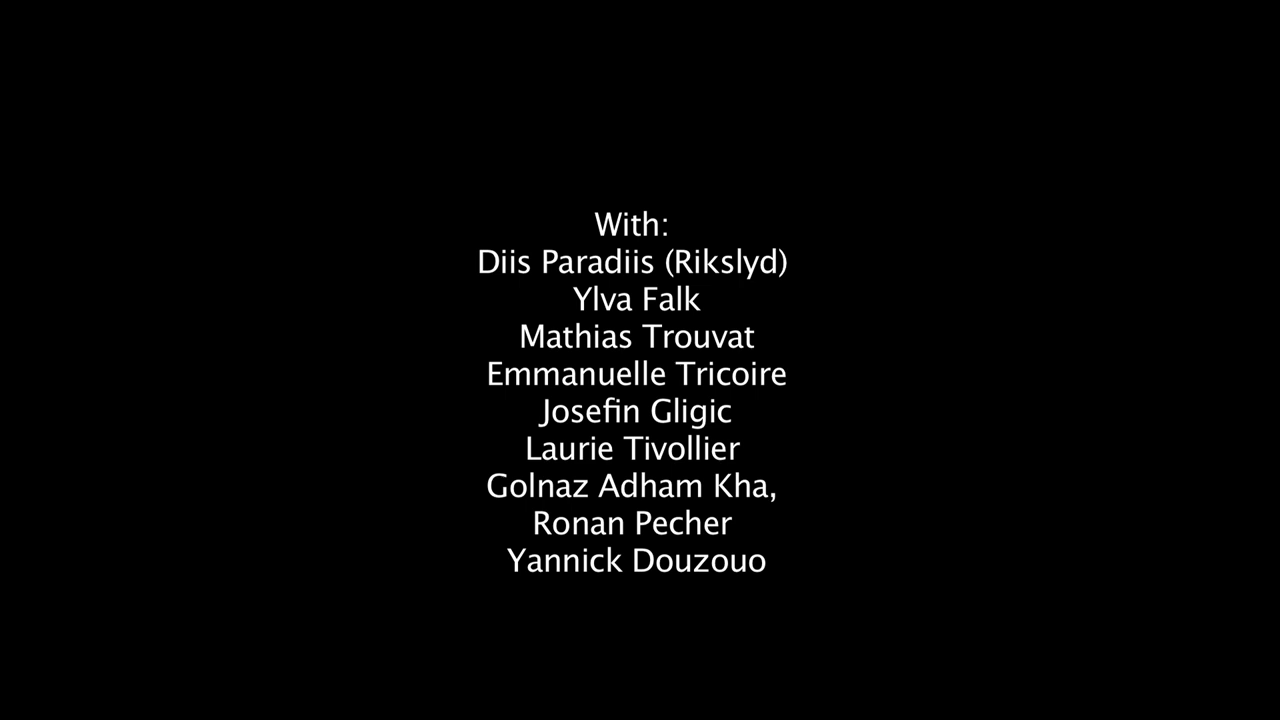 With:
Diis Paradiis (Rikslyd)
Ylva Falk
Mathias Trouvat
Emmanuelle Tricoire
Josefin Gligic
Laurie Tivollier
Golnaz Adham Kha,
Ronan Pecher
Yannick Douzouo